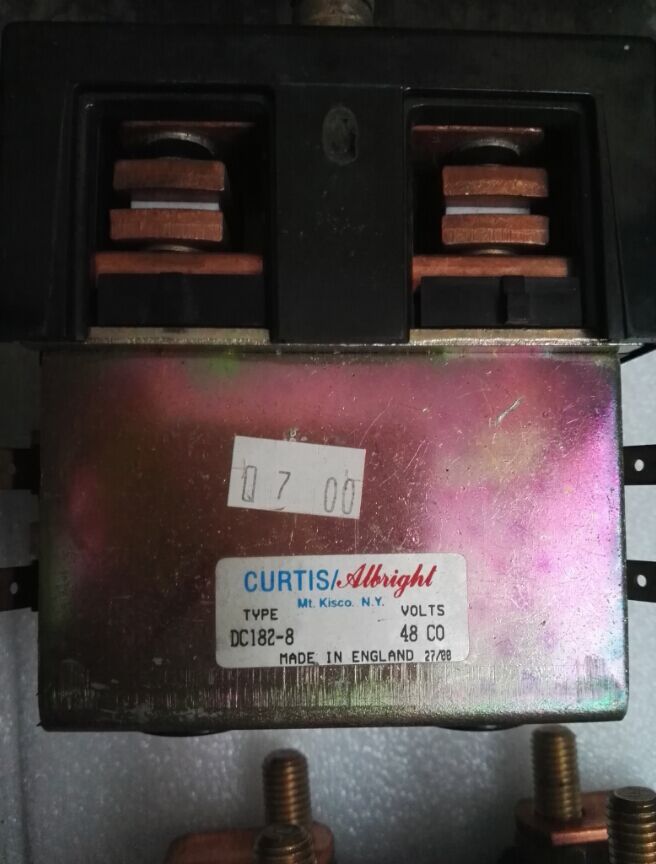 Q 7 00
CURTIS/Albright
Mt. Kisco. N.Y.
TYPE VOLTS
DC182-8 48 CO
MADE IN ENGLAND 27/00